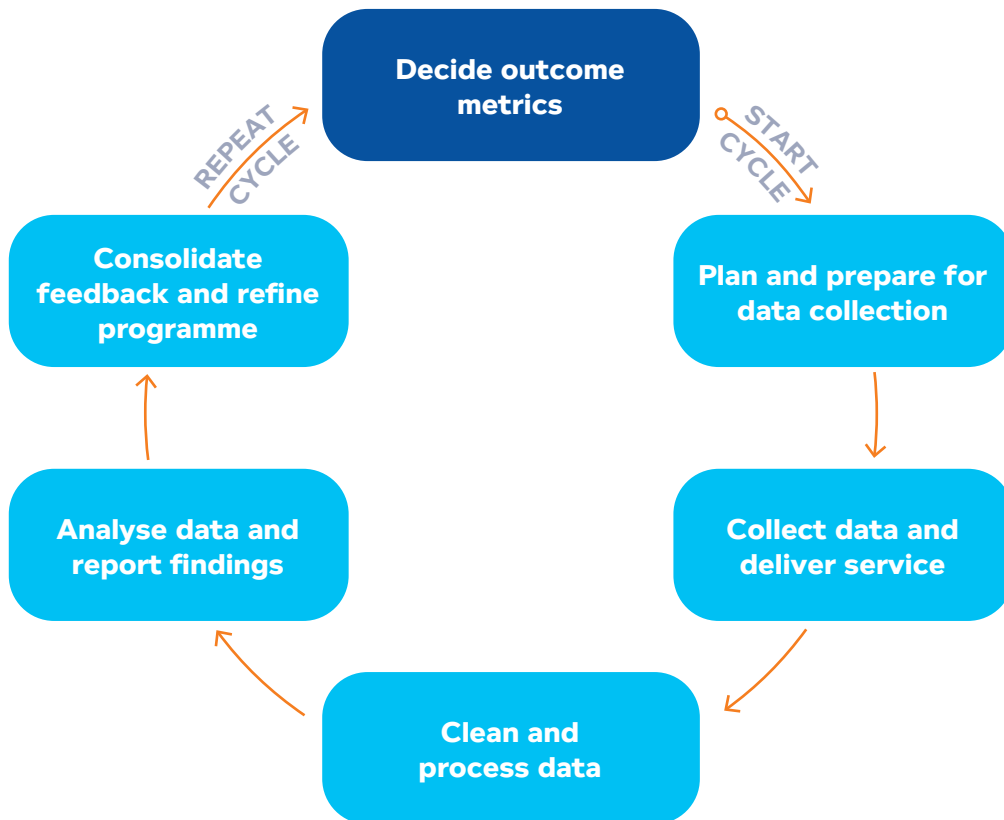 Decide outcome
metrics
START
CYCLE
Plan and prepare for
data collection
Collect data and
deliver service
Clean and
process data
Analyse data and
report findings
Consolidate
feedback and refine
programme
REPEAT
CYCLE